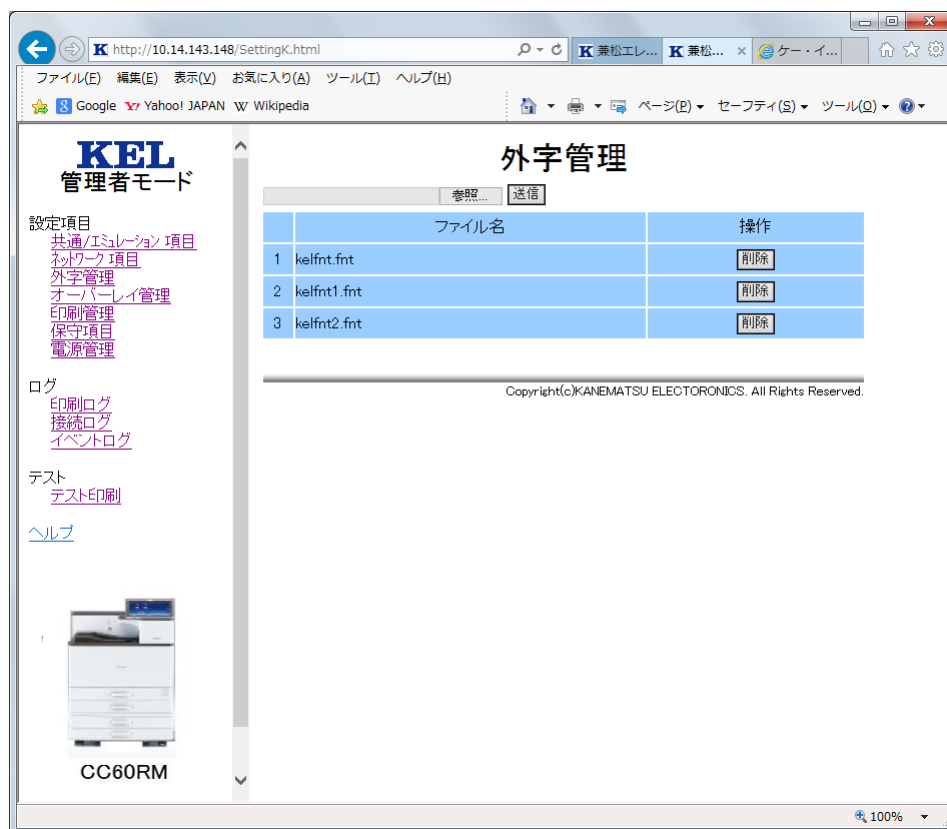 http://10.14.143.148/SettingK.html
兼松エレ...
兼松...
ケー・イ...
ファイル(F) 編集(E) 表示(V) お気に入り(A) ツール(T) ヘルプ(H)
Google Yahoo! JAPAN Wikipedia
ページ(P) セーフティ(S) ツール(O)
KEL
管理者モード
設定項目
共通/エミュレーション 項目
ネットワーク 項目
外字管理
オーバーレイ管理
印刷管理
保守項目
電源管理
ログ
印刷ログ
接続ログ
イベントログ
テスト
テスト印刷
ヘルプ
CC60RM
外字管理
参照... 送信
ファイル名 操作
1 kelfnt.fnt 削除
2 kelfnt1.fnt 削除
3 kelfnt2.fnt 削除
Copyright(c)KANEMATSU ELECTORONICS. All Rights Reserved.
100%